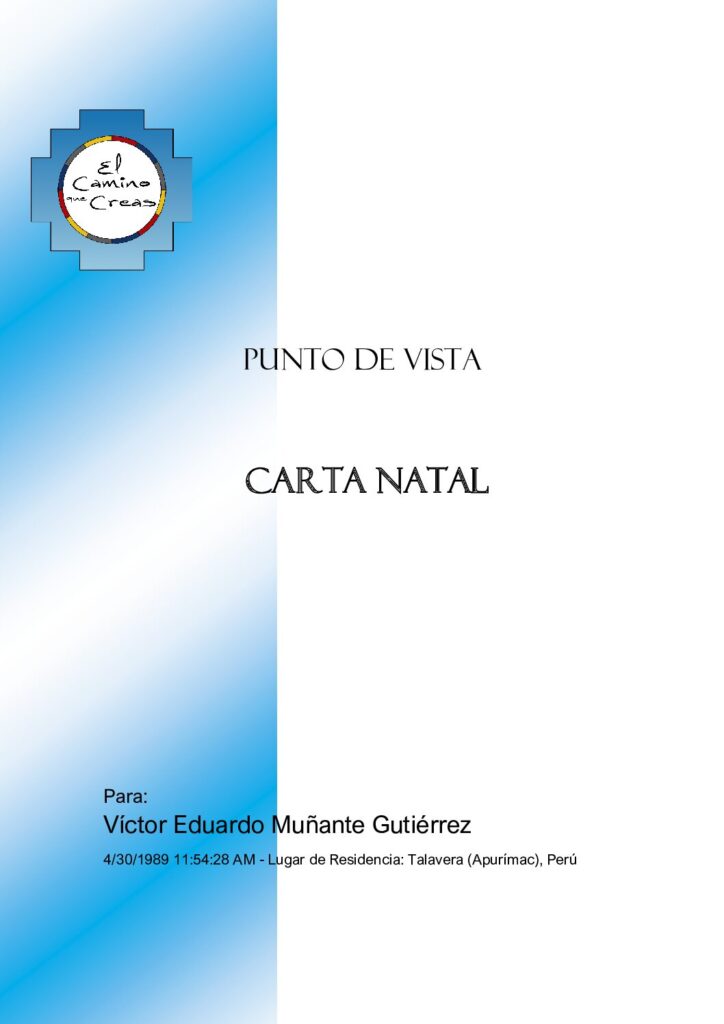 El
Camino
que Creas
PUNTO DE VISTA
CARTA NATAL
Para:
Víctor Eduardo Muñante Gutiérrez
4/30/1989 11:54:28 AM - Lugar de Residencia: Talavera (Apurímac), Perú